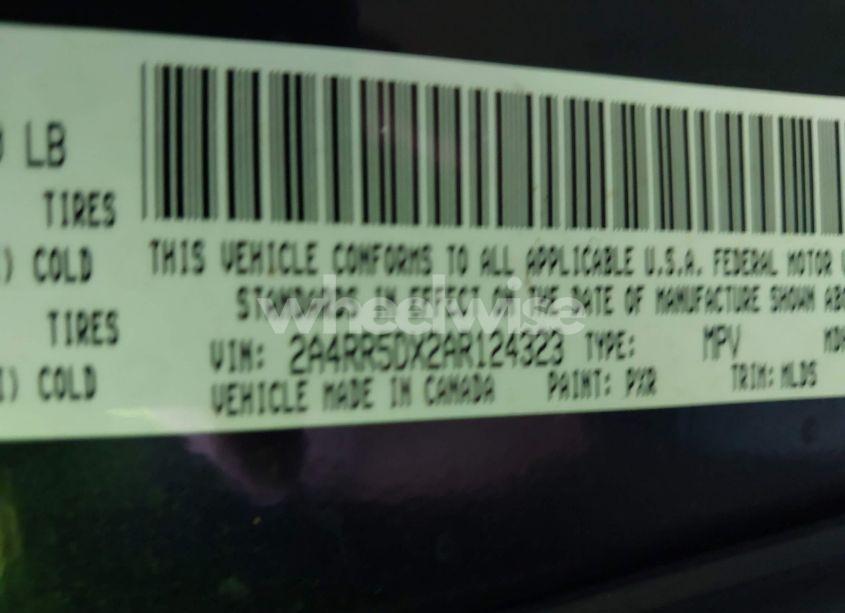 LB
TIRES
) COLD
TIRES
) COLD
THIS VEHICLE CONFORMS TO ALL APPLICABLE U.S.A. FEDERAL MOTOR
STANDARDS IN EFFECT ON THE DATE OF MANUFACTURE SHOWN
wheelwise
VIN: 2A4RR5DX2AR124323 TYPE: MPV
VEHICLE MADE IN CANADA PAINT: PXR TRIM: MLDS